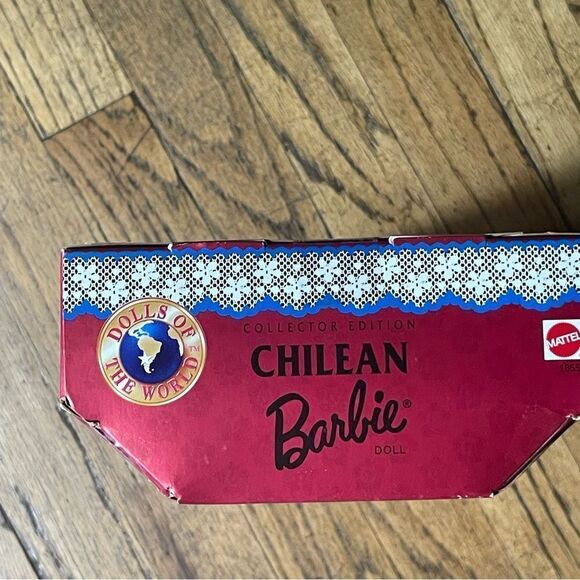 DOLLS OF
THE WORLD
COLLECTOR EDITION
CHILEAN
Barbie®
DOLL
MATTEL